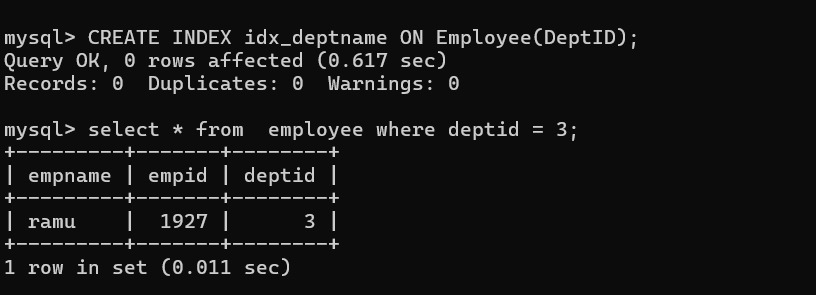 mysql> CREATE INDEX idx_deptname ON Employee(DeptID);
Query OK, 0 rows affected (0.617 sec)
Records: 0  Duplicates: 0  Warnings: 0

mysql> select * from  employee where deptid = 3;
+---------+-------+--------+
| empname | empid | deptid |
+---------+-------+--------+
| ramu    |  1927 |      3 |
+---------+-------+--------+
1 row in set (0.011 sec)